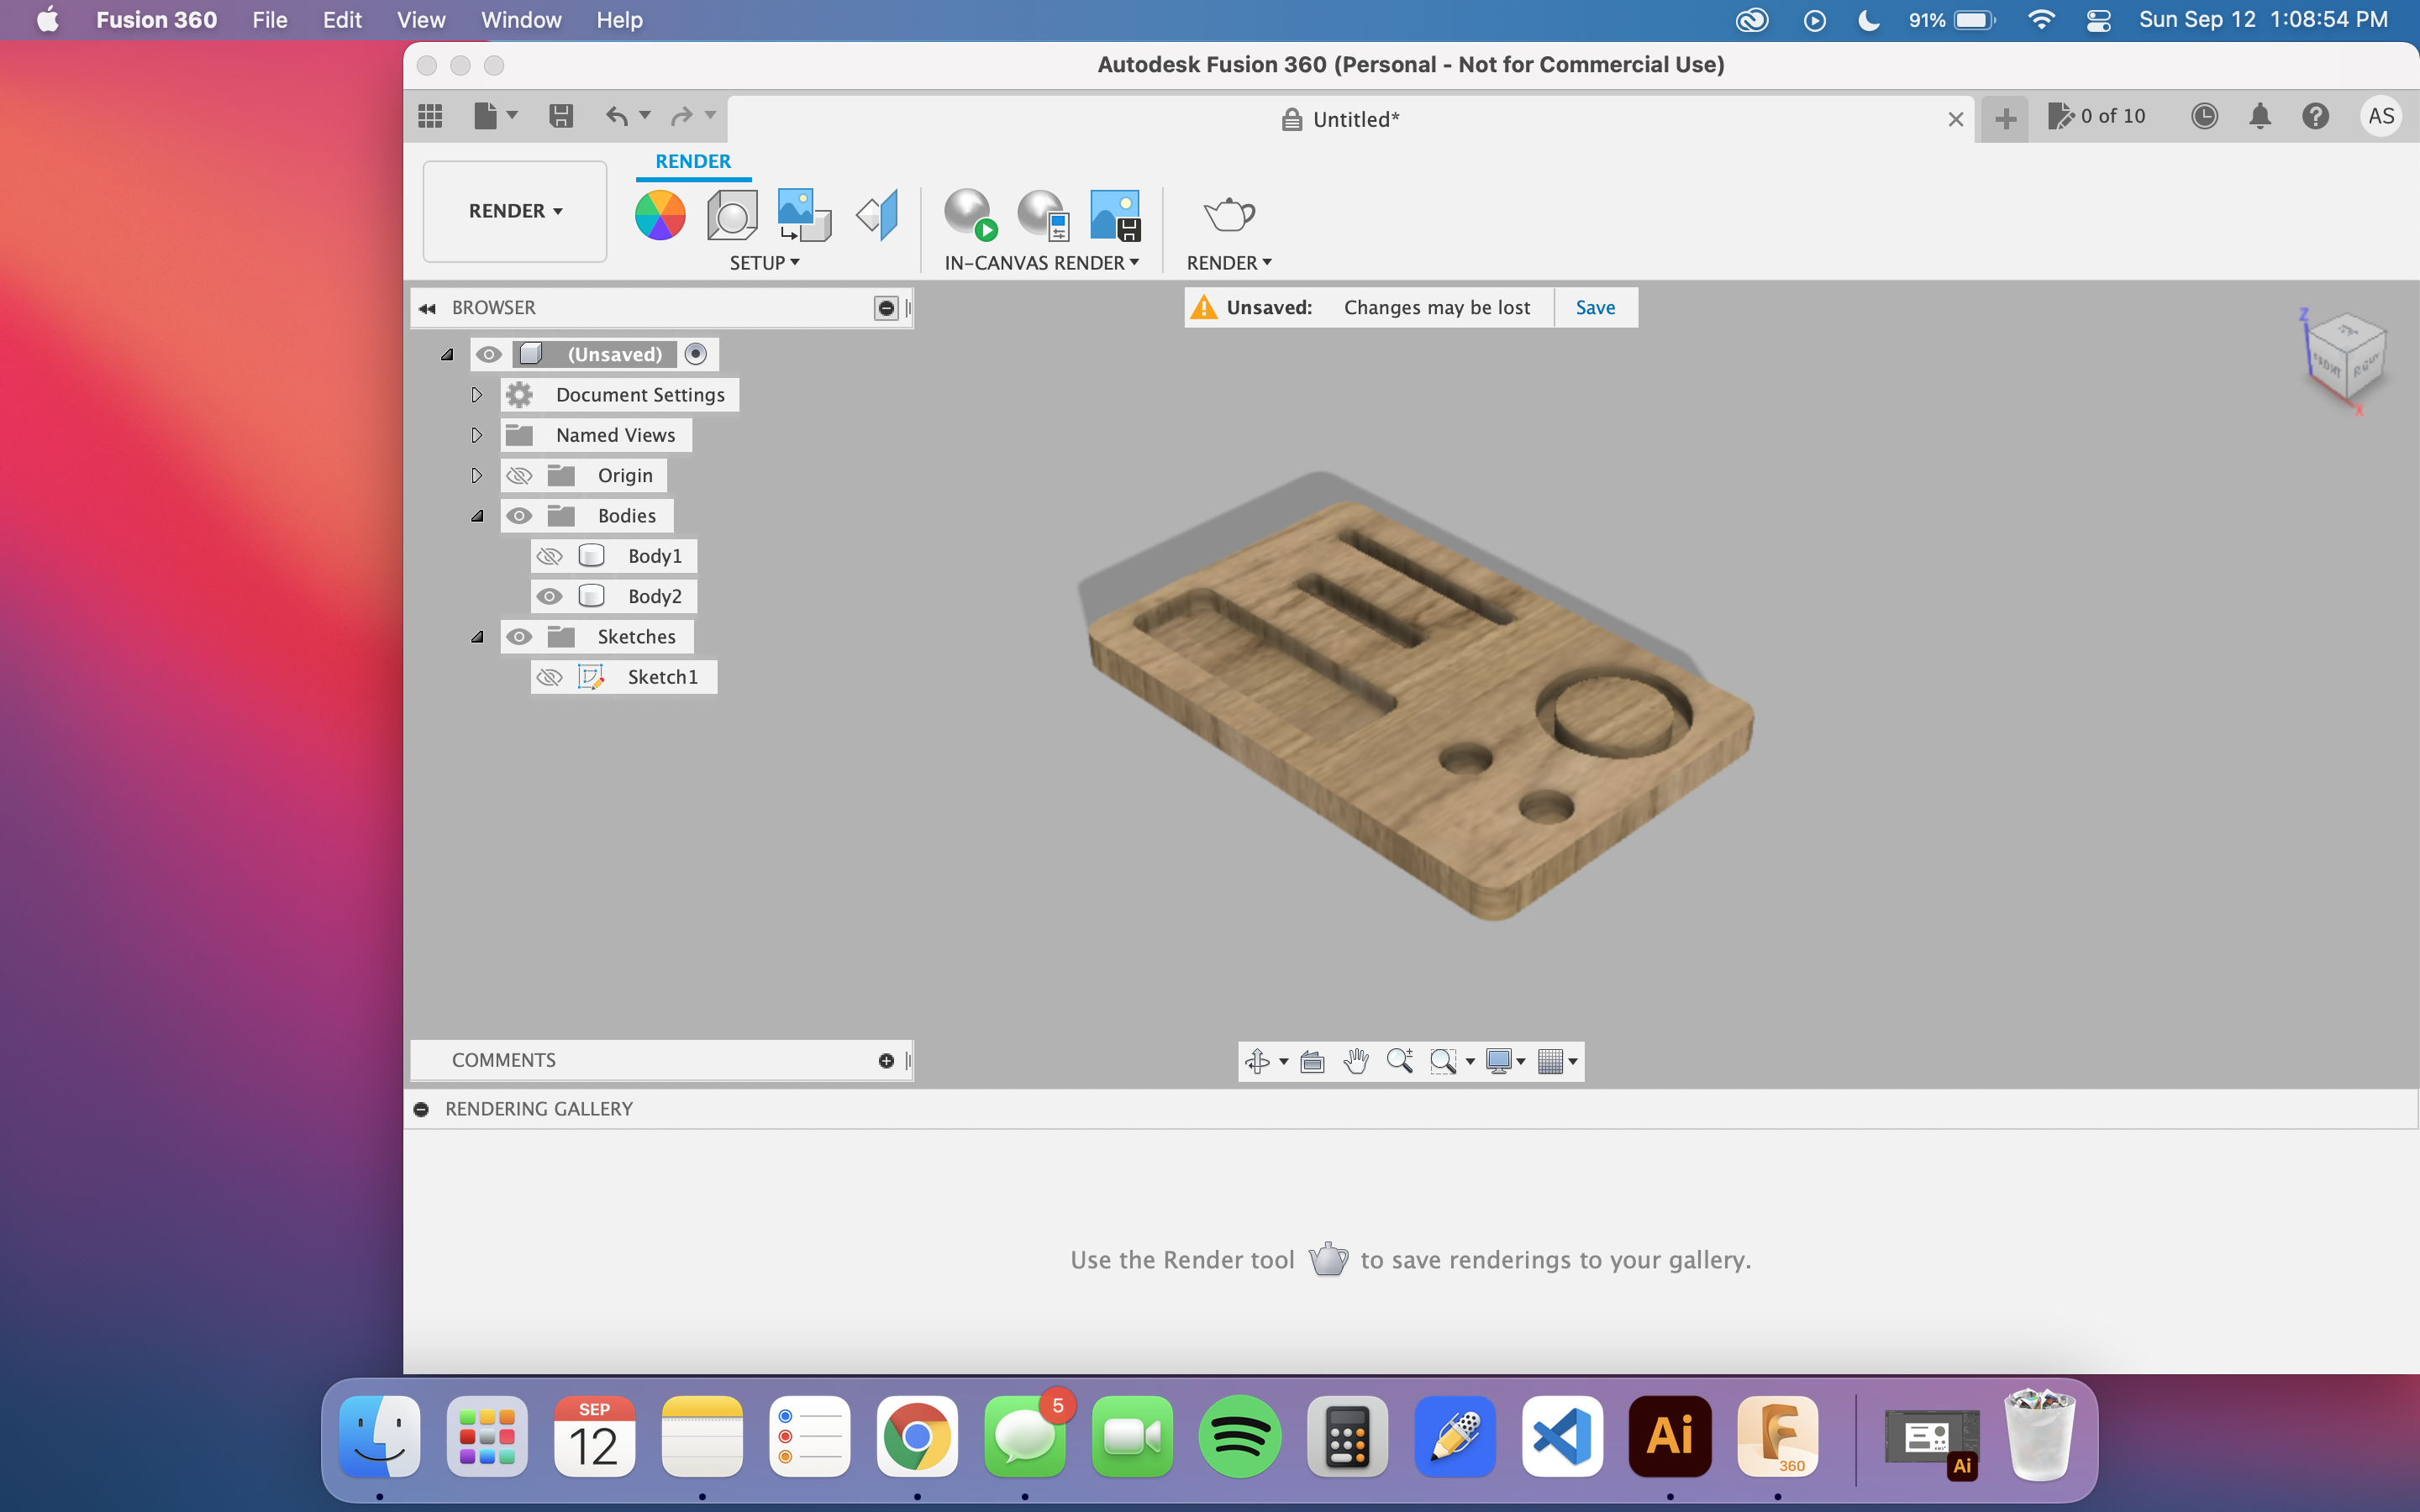 Fusion 360 File Edit View Window Help 91% Sun Sep 12 1:08:54 PM
Autodesk Fusion 360 (Personal - Not for Commercial Use)
Untitled* 0 of 10 AS
RENDER
RENDER
SETUP IN-CANVAS RENDER RENDER
BROWSER
Unsaved: Changes may be lost Save
(Unsaved)
Document Settings
Named Views
Origin
Bodies
Body1
Body2
Sketches
Sketch1
Z
FRONT RIGHT
X
COMMENTS
RENDERING GALLERY
Use the Render tool to save renderings to your gallery.
SEP
12
5
Ai
360
Ai